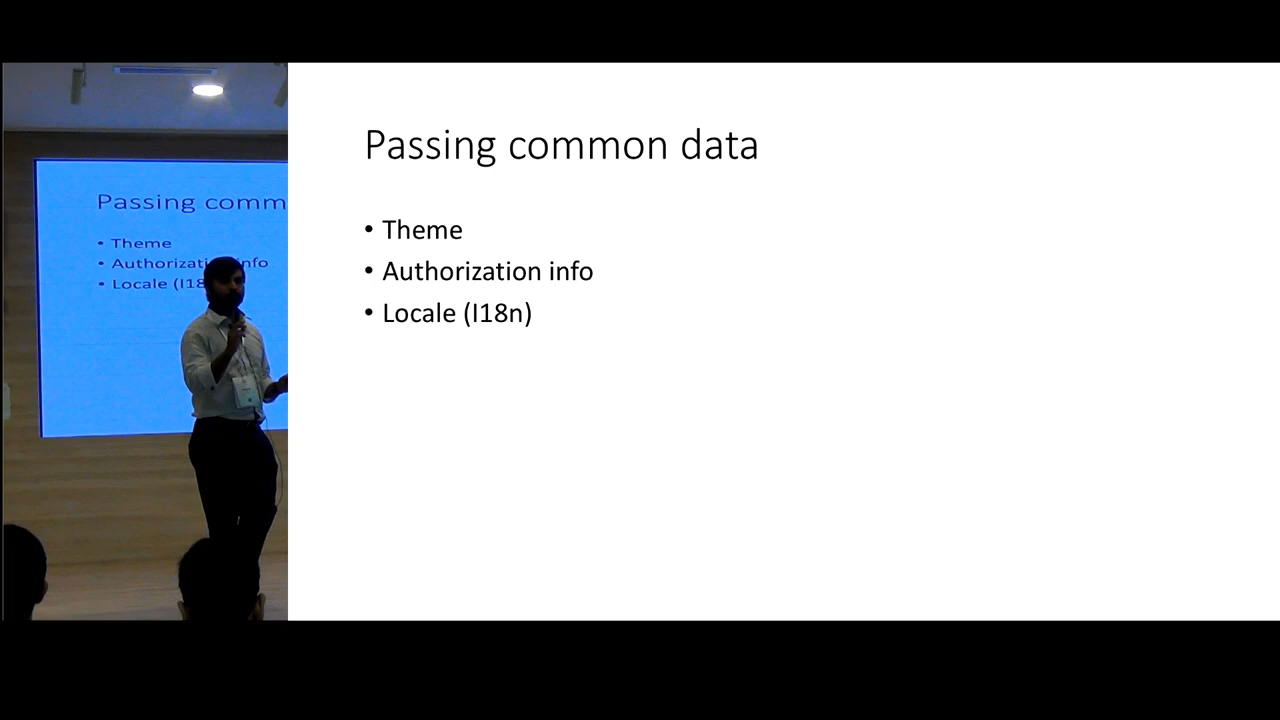 Passing common data
• Theme
• Authorization info
• Locale (I18n)
Passing comm
• Theme
• Authorizati nfo
• Locale (I18